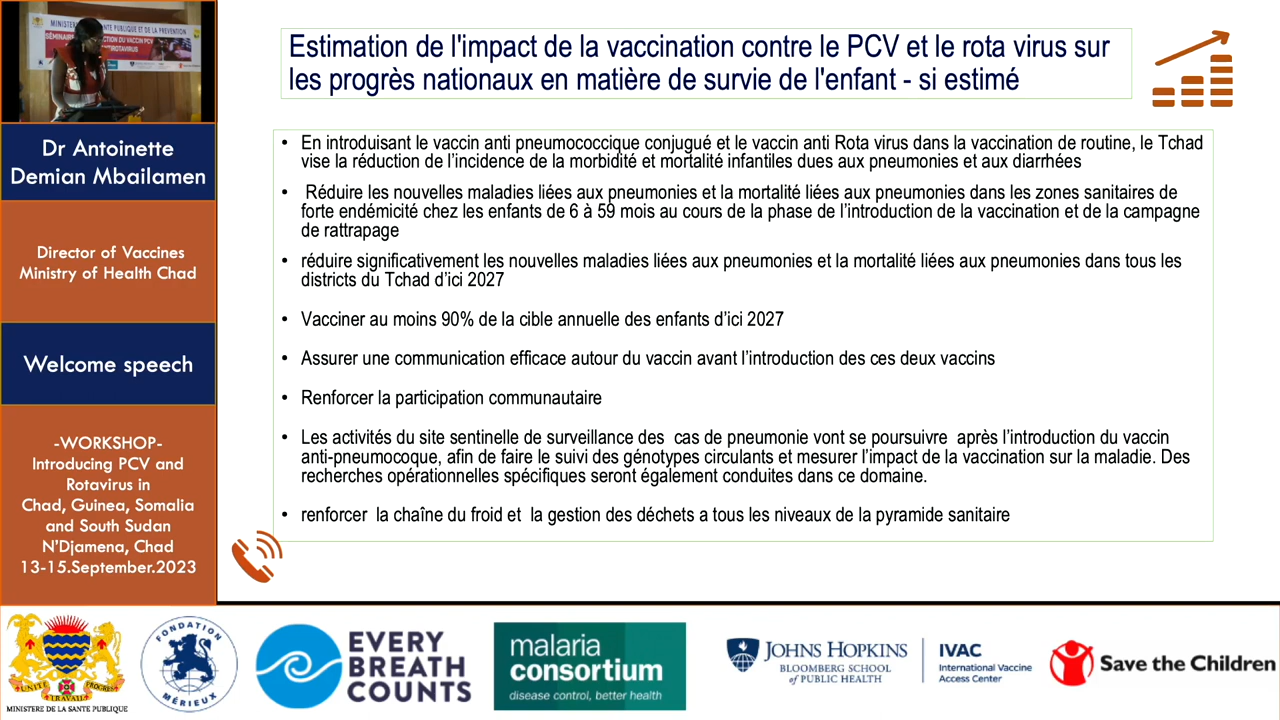 MINISTE
SANTE PUBLIQUE ET DE LA PREVENTION
Dr Antoinette
Demian Mbailamen
Director of Vaccines
Ministry of Health Chad
Welcome speech
-WORKSHOP-
Introducing PCV and
Rotavirus in
Chad, Guinea, Somalia
and South Sudan
N'Djamena, Chad
13-15.September.2023
Estimation de l'impact de la vaccination contre le PCV et le rota virus sur
les progrès nationaux en matière de survie de l'enfant - si estimé
• En introduisant le vaccin anti pneumococcique conjugué et le vaccin anti Rota virus dans la vaccination de routine, le Tchad
vise la réduction de l’incidence de la morbidité et mortalité infantiles dues aux pneumonies et aux diarrhées
• Réduire les nouvelles maladies liées aux pneumonies et la mortalité liées aux pneumonies dans les zones sanitaires de
forte endémicité chez les enfants de 6 à 59 mois au cours de la phase de l’introduction de la vaccination et de la campagne
de rattrapage
• réduire significativement les nouvelles maladies liées aux pneumonies et la mortalité liées aux pneumonies dans tous les
districts du Tchad d’ici 2027
• Vacciner au moins 90% de la cible annuelle des enfants d’ici 2027
• Assurer une communication efficace autour du vaccin avant l’introduction des ces deux vaccins
• Renforcer la participation communautaire
• Les activités du site sentinelle de surveillance des cas de pneumonie vont se poursuivre après l’introduction du vaccin
anti-pneumocoque, afin de faire le suivi des génotypes circulants et mesurer l’impact de la vaccination sur la maladie. Des
recherches opérationnelles spécifiques seront également conduites dans ce domaine.
• renforcer la chaîne du froid et la gestion des déchets a tous les niveaux de la pyramide sanitaire
UNITE TRAVAIL PROGRES
MINISTERE DE LA SANTE PUBLIQUE
FONDATION
MÉRIEUX
EVERY
BREATH
COUNTS
malaria
consortium
disease control, better health
JOHNS HOPKINS
BLOOMBERG SCHOOL
of PUBLIC HEALTH
IVAC
International Vaccine
Access Center
Save the Children